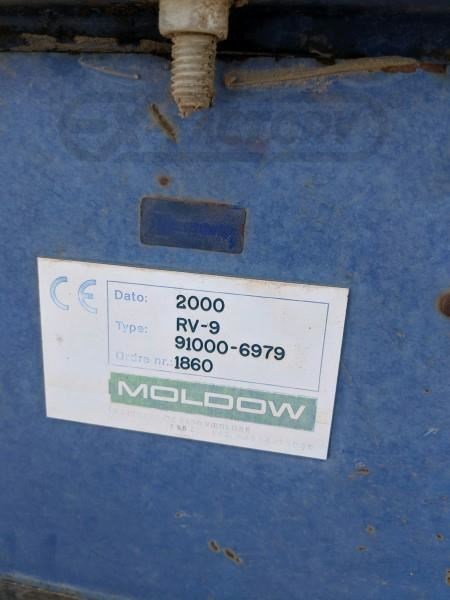 CE
Dato: 2000
Type: RV-9
91000-6979
Ordre nr.: 1860
MOLDOW